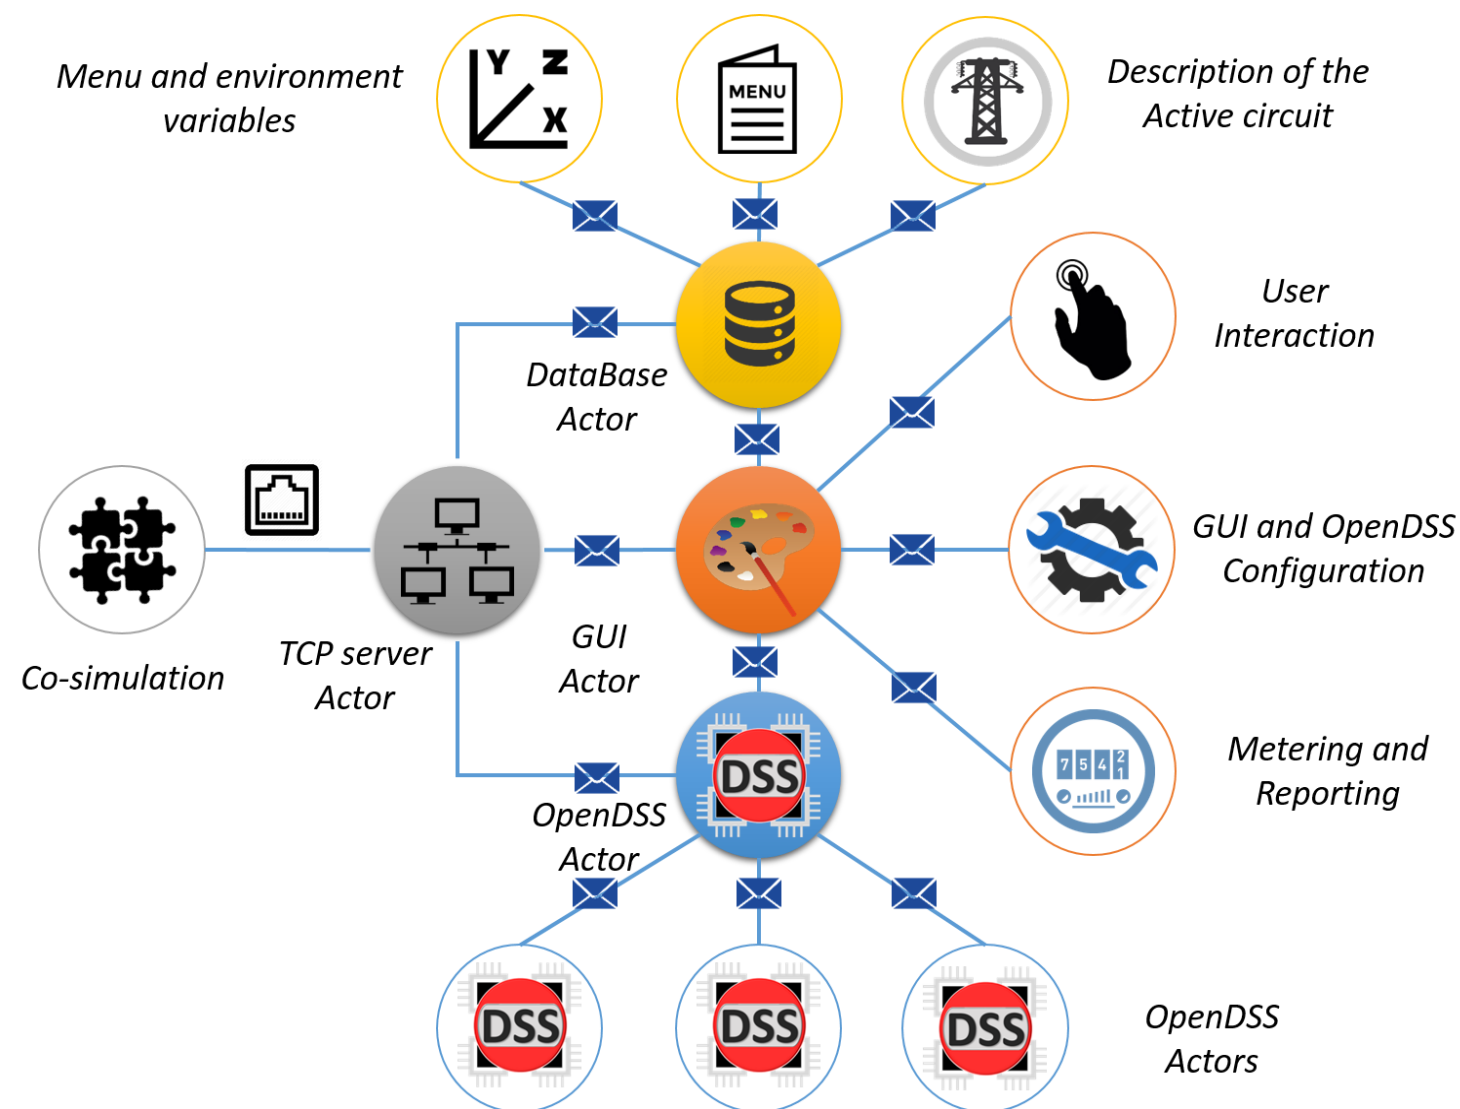 Menu and environment
variables
Y Z
X
MENU
Description of the
Active circuit
User
Interaction
DataBase
Actor
GUI and OpenDSS
Configuration
Co-simulation
TCP server
Actor
GUI
Actor
Metering and
Reporting
7 5 4 2
1
DSS
OpenDSS
Actor
DSS
DSS
DSS
OpenDSS
Actors